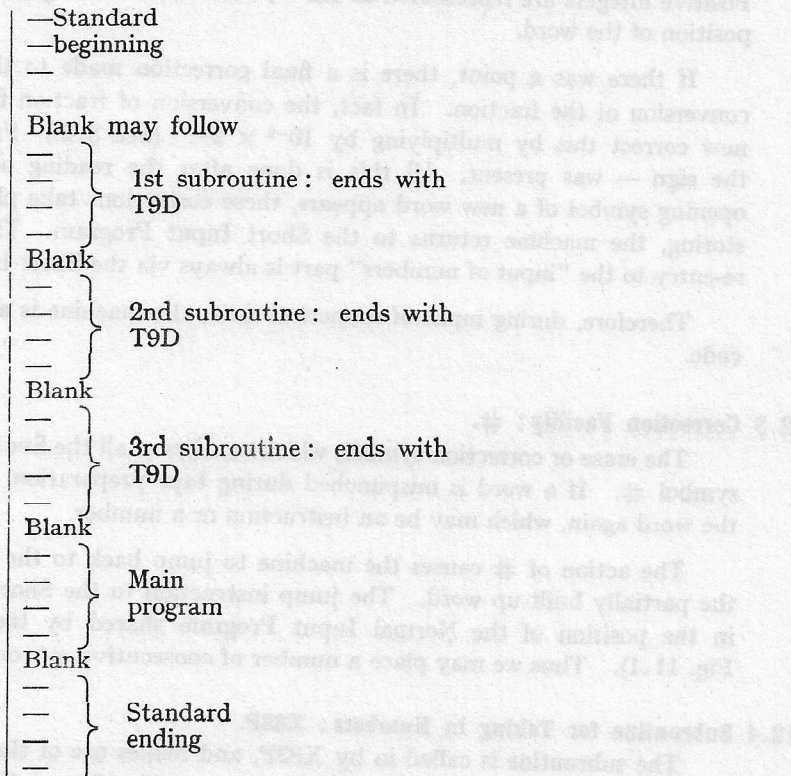 —Standard
—beginning
—
Blank may follow
1st subroutine : ends with
T9D
Blank
2nd subroutine : ends with
T9D
Blank
3rd subroutine : ends with
T9D
Blank
Main
program
Blank
Standard
ending